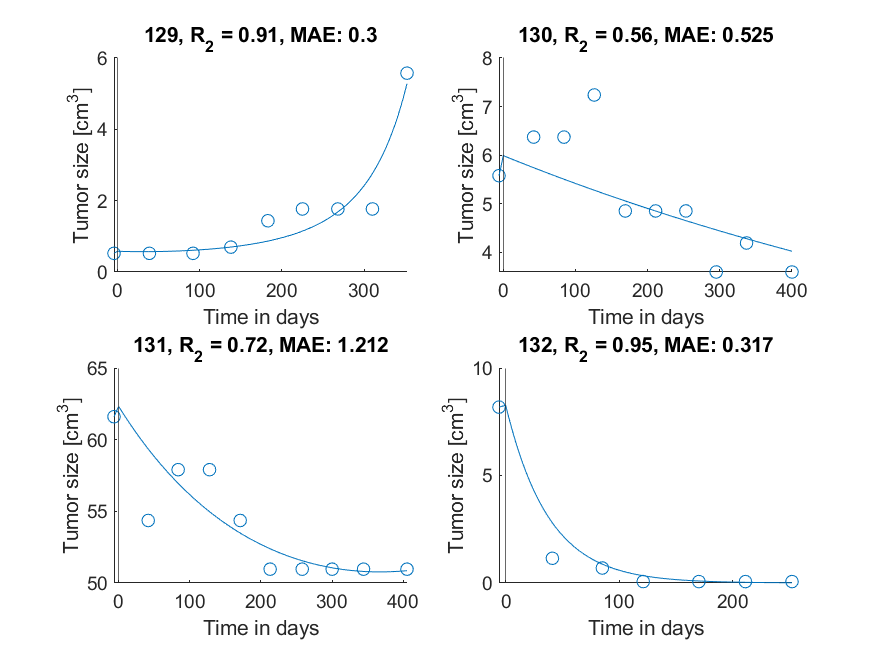 129, R₂ = 0.91, MAE: 0.3
Tumor size [cm³]
6
4
2
0
0 100 200 300
Time in days
130, R₂ = 0.56, MAE: 0.525
Tumor size [cm³]
8
7
6
5
4
0 100 200 300 400
Time in days
131, R₂ = 0.72, MAE: 1.212
Tumor size [cm³]
65
60
55
50
0 100 200 300 400
Time in days
132, R₂ = 0.95, MAE: 0.317
Tumor size [cm³]
10
5
0
0 100 200
Time in days